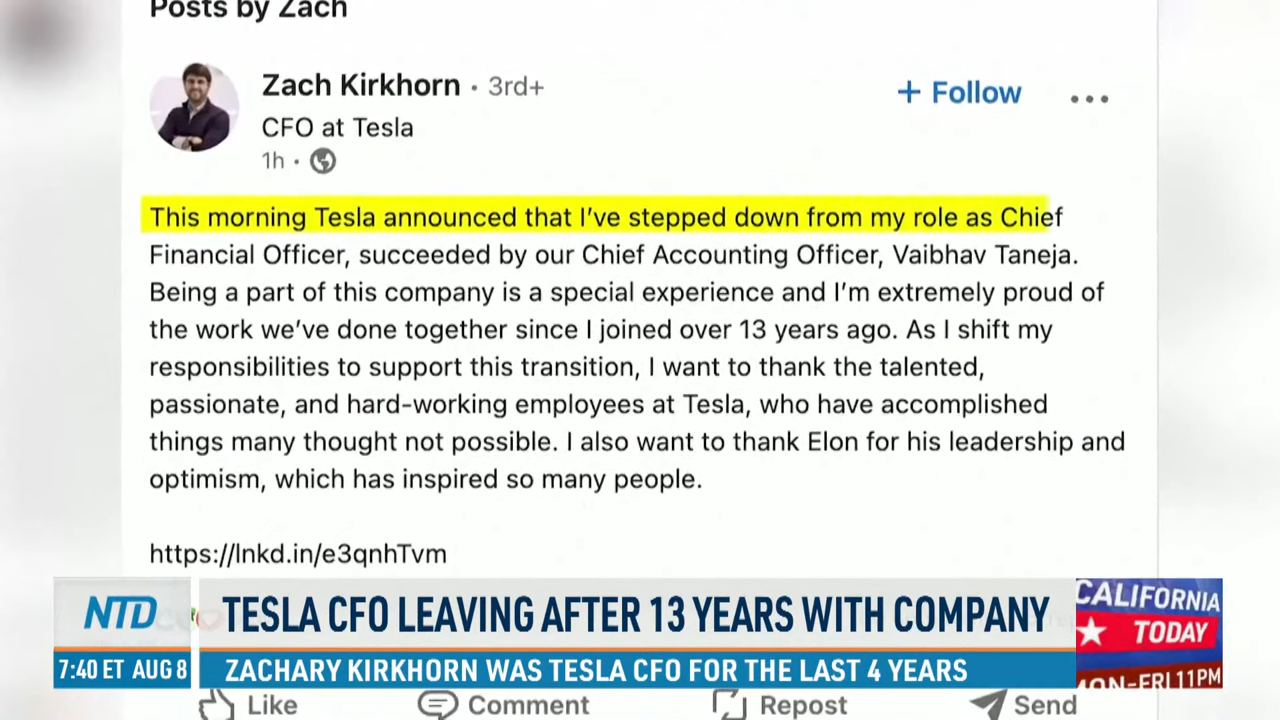 Posts by Zach
Zach Kirkhorn • 3rd+
+ Follow
CFO at Tesla
1h •
This morning Tesla announced that I've stepped down from my role as Chief
Financial Officer, succeeded by our Chief Accounting Officer, Vaibhav Taneja.
Being a part of this company is a special experience and I'm extremely proud of
the work we've done together since I joined over 13 years ago. As I shift my
responsibilities to support this transition, I want to thank the talented,
passionate, and hard-working employees at Tesla, who have accomplished
things many thought not possible. I also want to thank Elon for his leadership and
optimism, which has inspired so many people.
https://lnkd.in/e3qnhTvm
NTD
TESLA CFO LEAVING AFTER 13 YEARS WITH COMPANY
CALIFORNIA
TODAY
7:40 ET AUG 8
ZACHARY KIRKHORN WAS TESLA CFO FOR THE LAST 4 YEARS
MON-FRI 11PM
Like
Comment
Repost
Send